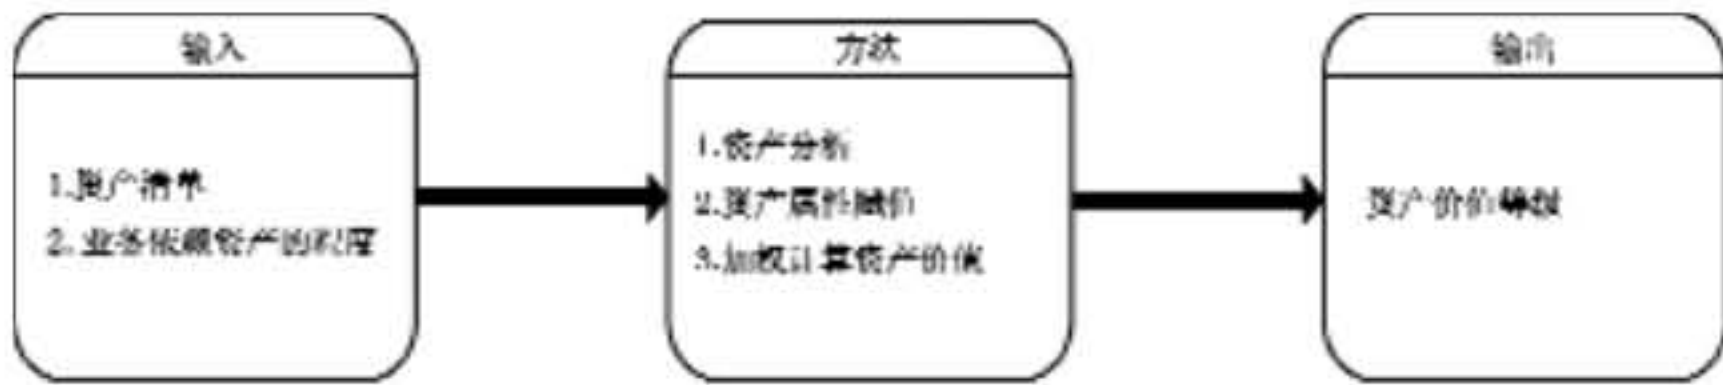 输入
1.资产清单
2.业务依赖资产的程度
方法
1.资产分析
2.资产属性赋值
3.加权计算资产价值
输出
资产价值等级